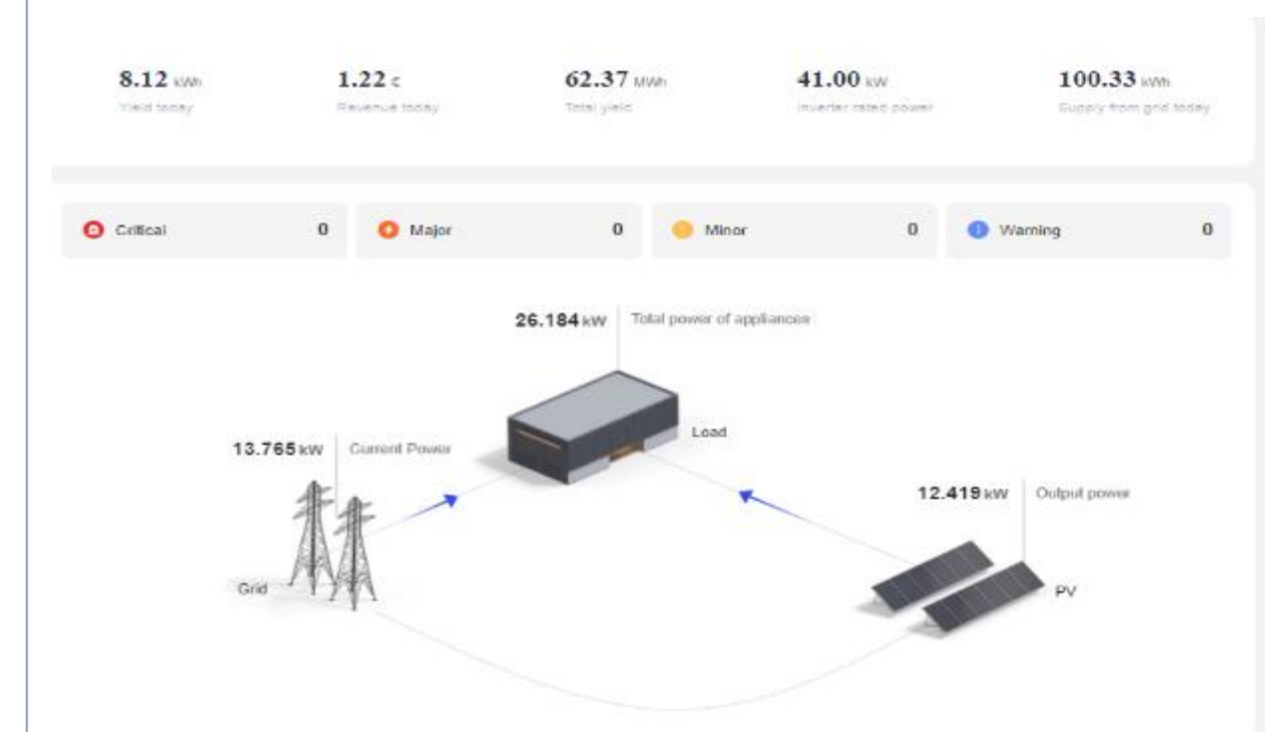 8.12 kWh
1.22 €
62.37 MWh
41.00 kW
100.33 kWh
Yield today
Revenue today
Total yield
Inverter rated power
Supply from grid today
Critical 0
Major 0
Minor 0
Warning 0
26.184 kW Total power of appliances
Load
13.765 kW Current Power
12.419 kW Output power
Grid
PV